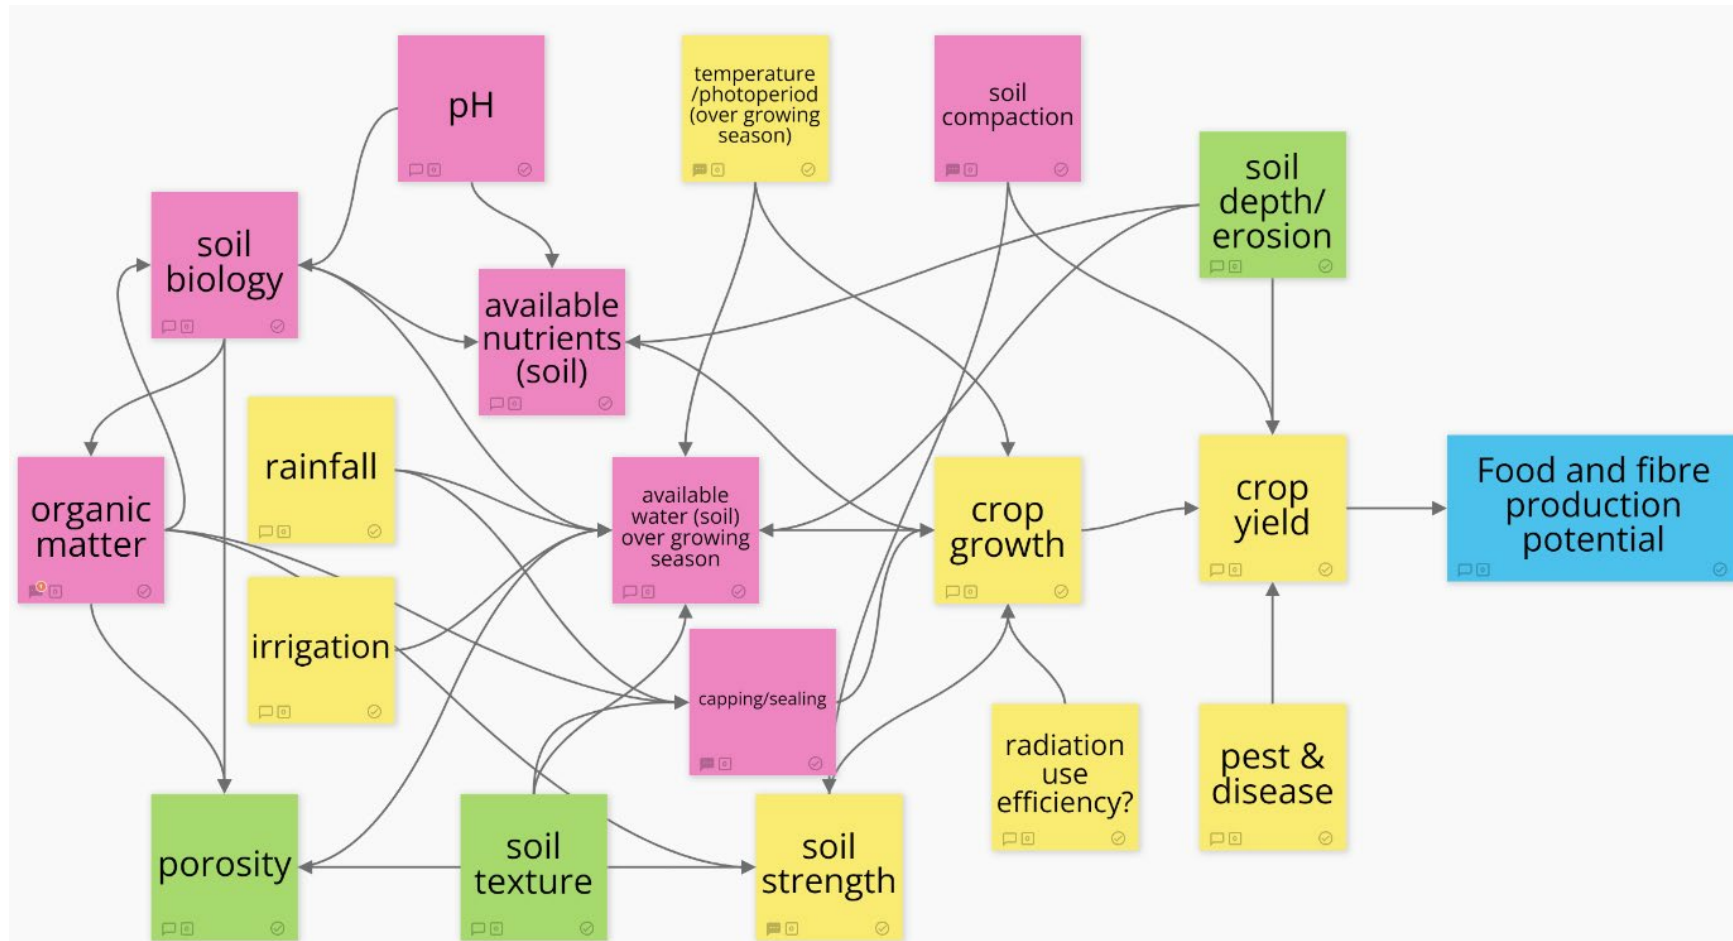 pH
temperature
/photoperiod
(over growing
season)
soil
compaction
soil
depth/
erosion
soil
biology
available
nutrients
(soil)
rainfall
organic
matter
available
water (soil)
over growing
season
crop
growth
crop
yield
Food and fibre
production
potential
irrigation
capping/sealing
radiation
use
efficiency?
pest &
disease
porosity
soil
texture
soil
strength